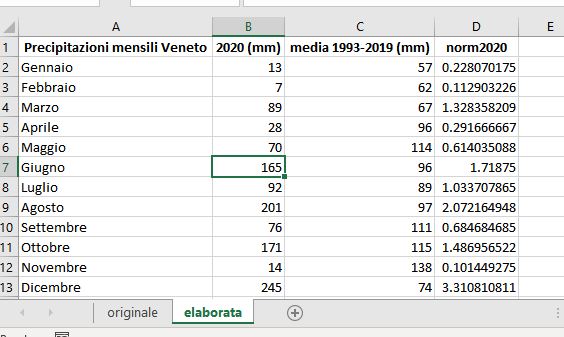 A B C D E
1 Precipitazioni mensili Veneto 2020 (mm) media 1993-2019 (mm) norm2020
2 Gennaio 13 57 0.228070175
3 Febbraio 7 62 0.112903226
4 Marzo 89 67 1.328358209
5 Aprile 28 96 0.291666667
6 Maggio 70 114 0.614035088
7 Giugno 165 96 1.71875
8 Luglio 92 89 1.033707865
9 Agosto 201 97 2.072164948
10 Settembre 76 111 0.684684685
11 Ottobre 171 115 1.486956522
12 Novembre 14 138 0.101449275
13 Dicembre 245 74 3.310810811
originale elaborata